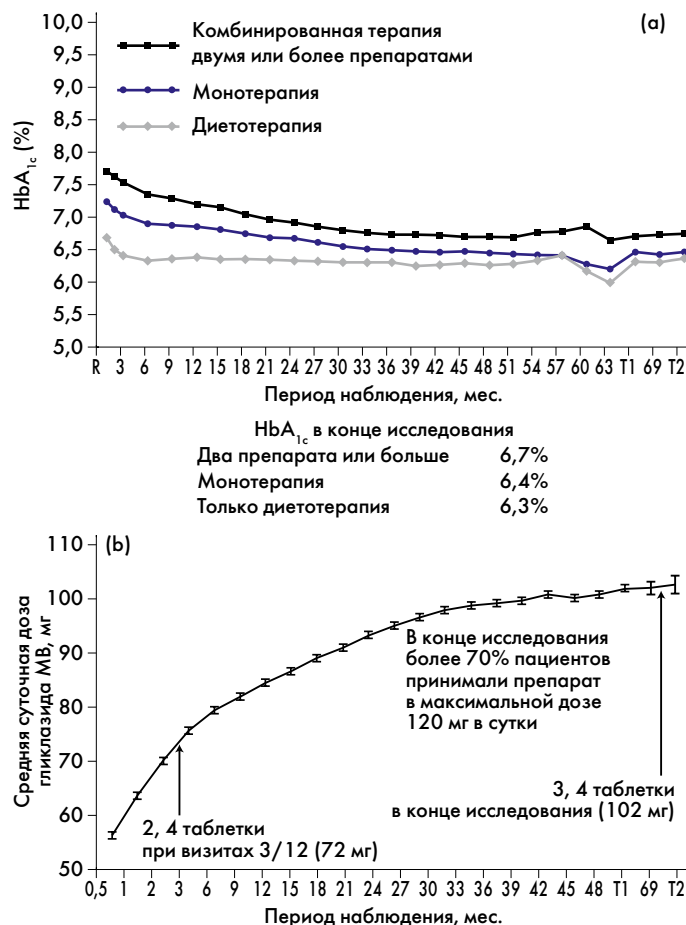 (a)
HbA1c (%)
10,0
9,5
9,0
8,5
8,0
7,5
7,0
6,5
6,0
5,5
5,0
Комбинированная терапия
двумя или более препаратами
Монотерапия
Диетотерапия
R 3 6 9 12 15 18 21 24 27 30 33 36 39 42 45 48 51 54 57 60 63 T1 69 T2
Период наблюдения, мес.
HbA1c в конце исследования
Два препарата или больше 6,7%
Монотерапия 6,4%
Только диетотерапия 6,3%
(b)
Средняя суточная доза
гликлазида МВ, мг
110
100
90
80
70
60
50
В конце исследования
более 70% пациентов
принимали препарат
в максимальной дозе
120 мг в сутки
3, 4 таблетки
в конце исследования (102 мг)
2, 4 таблетки
при визитах 3/12 (72 мг)
0,5 1 2 3 6 9 12 15 18 21 24 27 30 33 36 39 42 45 48 T1 69 T2
Период наблюдения, мес.